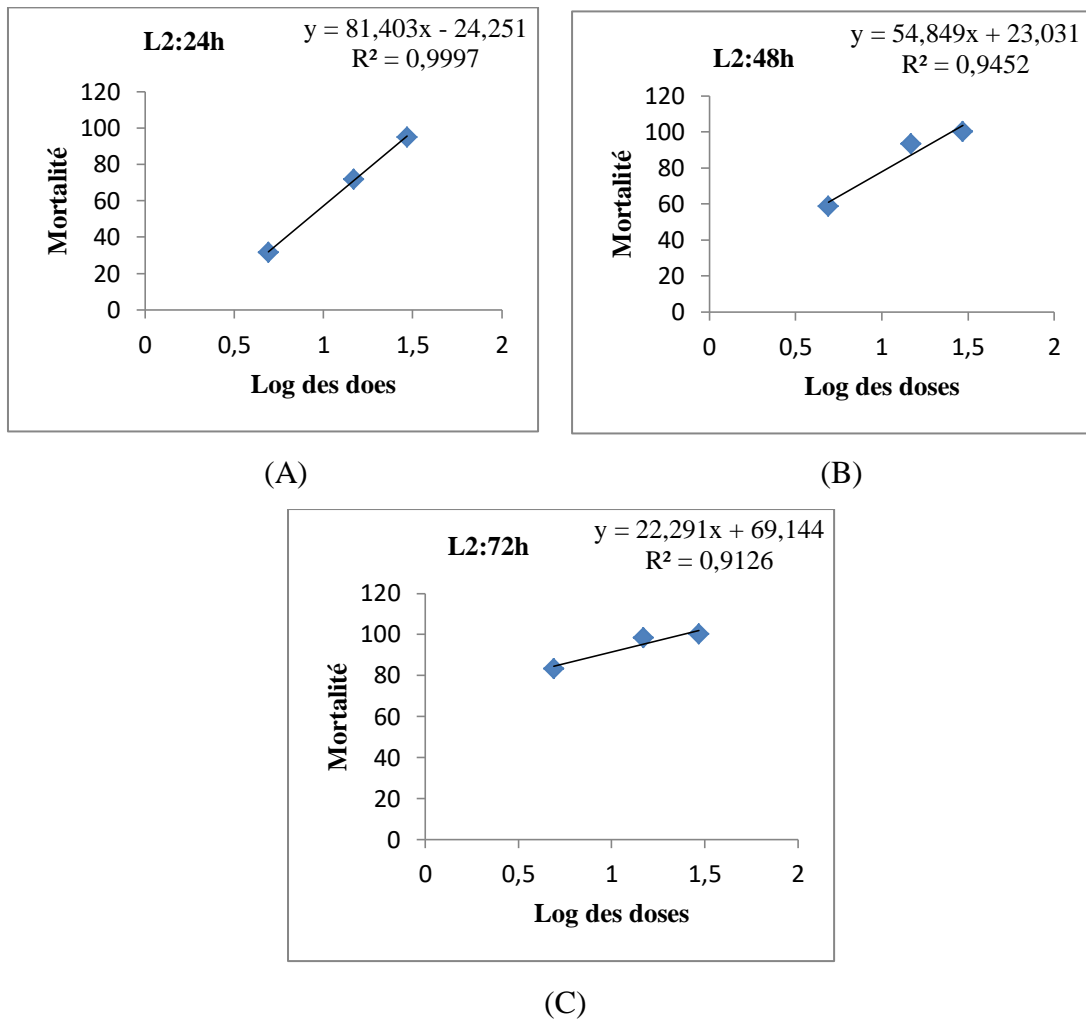 L2:24h
y = 81,403x - 24,251
R² = 0,9997
Mortalité
120
100
80
60
40
20
0
0 0,5 1 1,5 2
Log des does
(A)
L2:48h
y = 54,849x + 23,031
R² = 0,9452
Mortalité
120
100
80
60
40
20
0
0 0,5 1 1,5 2
Log des doses
(B)
L2:72h
y = 22,291x + 69,144
R² = 0,9126
Mortalité
120
100
80
60
40
20
0
0 0,5 1 1,5 2
Log des doses
(C)